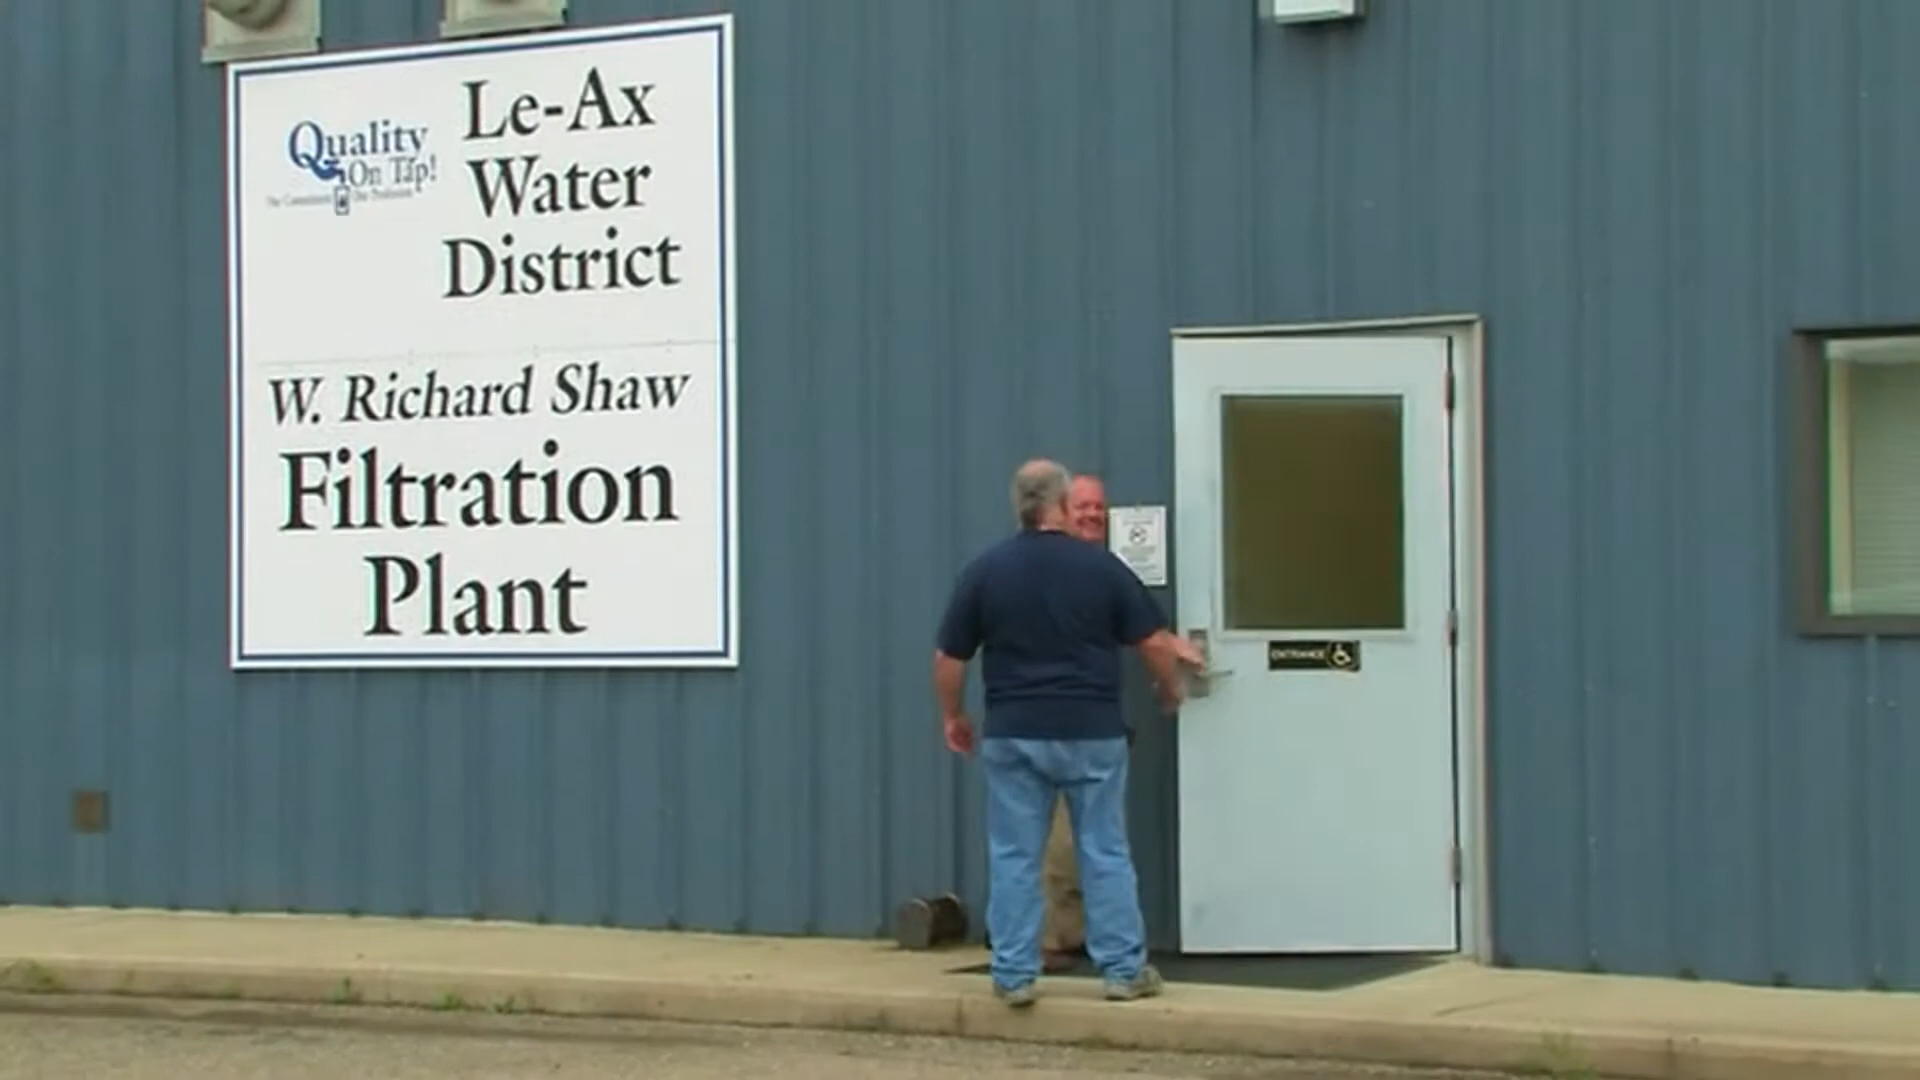 Quality
On Tap!
Le-Ax
Water
District
W. Richard Shaw
Filtration
Plant
ENTRANCE